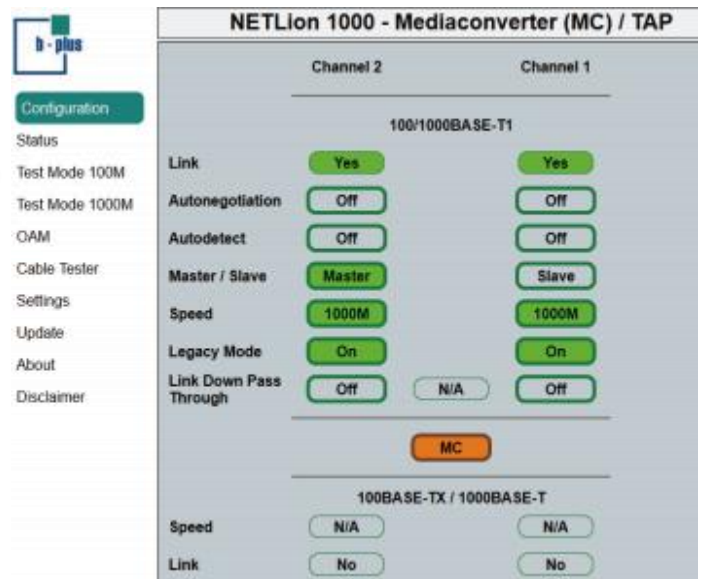 b - plus
NETLion 1000 - Mediaconverter (MC) / TAP
Configuration
Status
Test Mode 100M
Test Mode 1000M
OAM
Cable Tester
Settings
Update
About
Disclaimer
Channel 2 Channel 1
100/1000BASE-T1
Link Yes Yes
Autonegotiation Off Off
Autodetect Off Off
Master / Slave Master Slave
Speed 1000M 1000M
Legacy Mode On On
Link Down Pass
Through Off N/A Off
MC
100BASE-TX / 1000BASE-T
Speed N/A N/A
Link No No